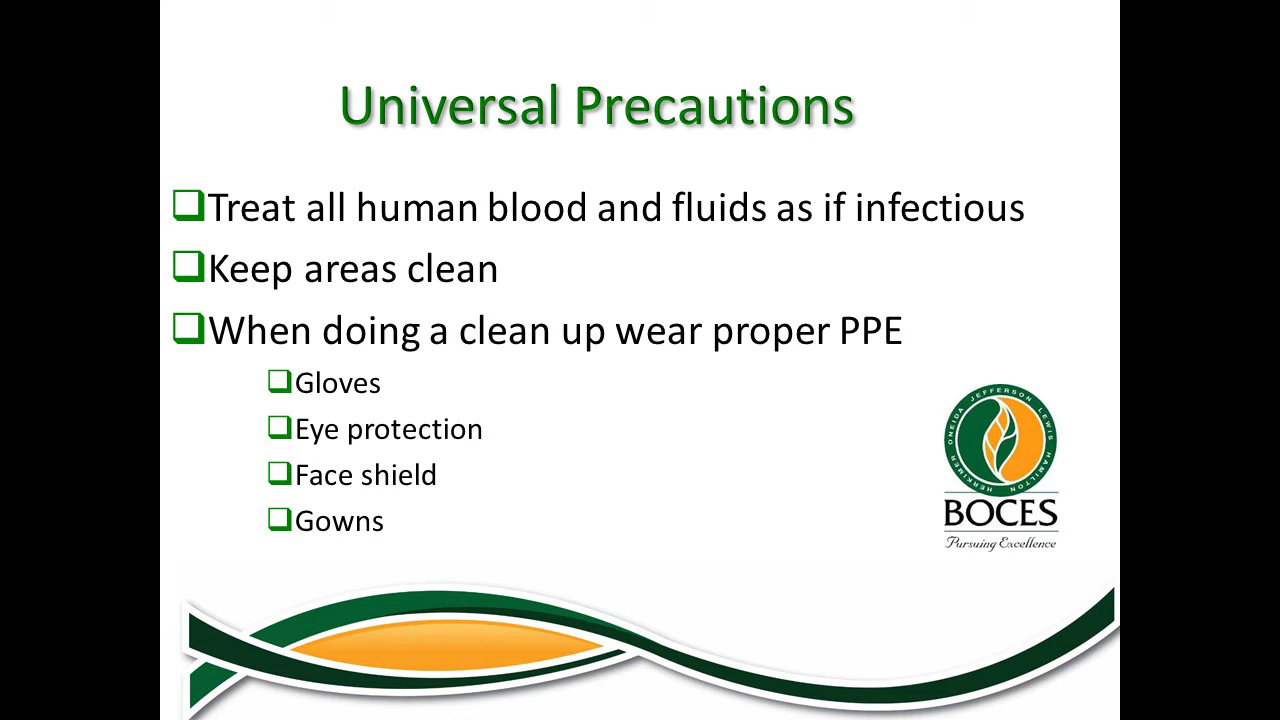 Universal Precautions
Treat all human blood and fluids as if infectious
Keep areas clean
When doing a clean up wear proper PPE
Gloves
Eye protection
Face shield
Gowns
HERKIMER ONEIDA JEFFERSON LEWIS HAMILTON
BOCES
Pursuing Excellence